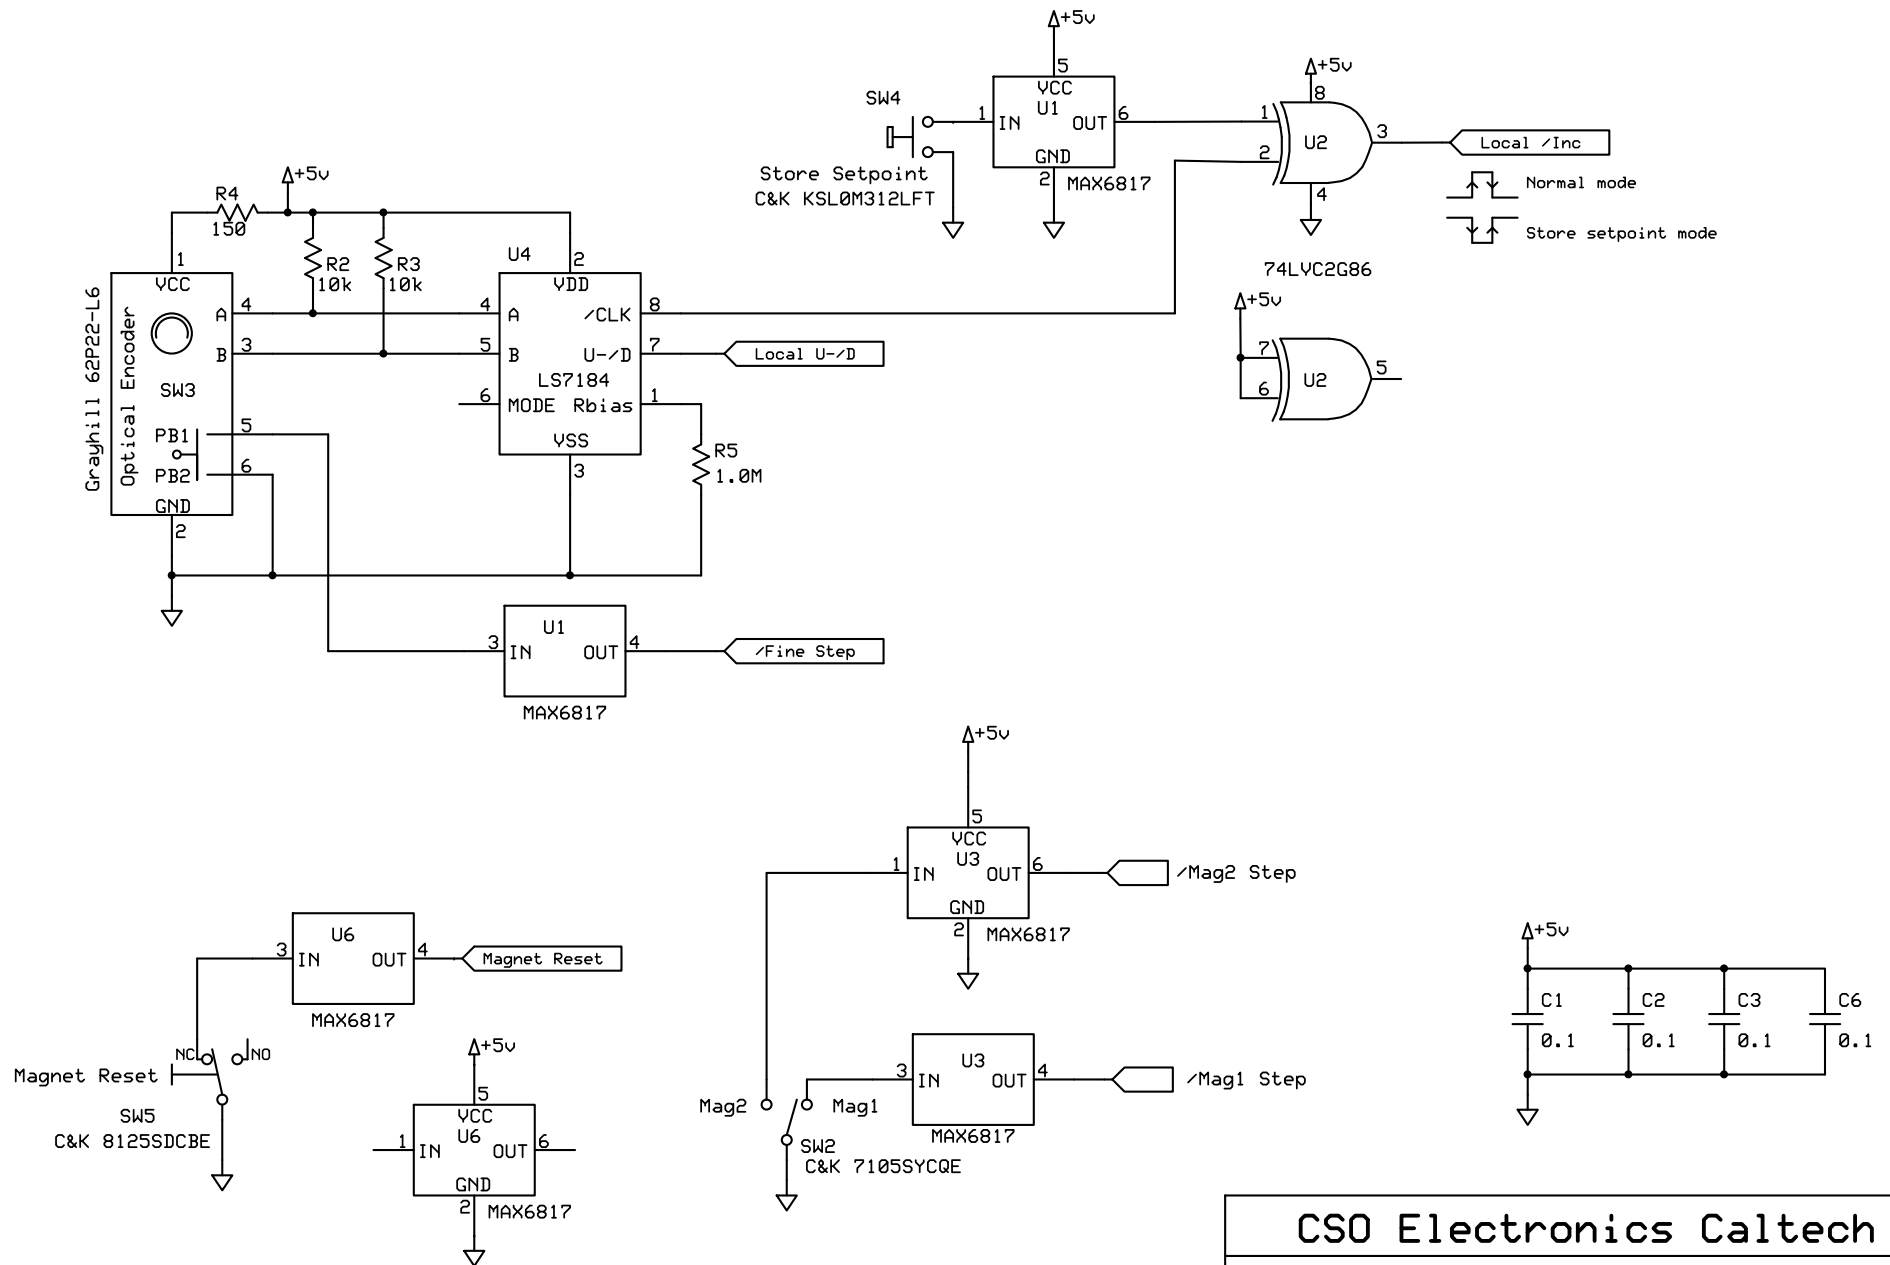 +5v
5
VCC
U1
SW4
1
IN
OUT
6
GND
2
MAX6817
Store Setpoint
C&K KSL0M312LFT
+5v
8
1
2
U2
3
4
Local /Inc
Normal mode
Store setpoint mode
74LVC2G86
+5v
7
6
U2
5
R4
150
+5v
R2
10k
R3
10k
Grayhill 62P22-L6
Optical Encoder
1
VCC
A
4
B
3
SW3
PB1
5
PB2
6
GND
2
U4
2
VDD
4
A
/CLK
8
5
B
U-/D
7
LS7184
6
MODE
Rbias
1
VSS
3
Local U-/D
R5
1.0M
U1
3
IN
OUT
4
MAX6817
/Fine Step
+5v
5
VCC
U3
1
IN
OUT
6
GND
2
MAX6817
/Mag2 Step
U6
3
IN
OUT
4
MAX6817
Magnet Reset
NC
NO
Magnet Reset
SW5
C&K 8125SDCBE
+5v
5
VCC
U6
1
IN
OUT
6
GND
2
MAX6817
U3
3
IN
OUT
4
MAX6817
/Mag1 Step
Mag2
Mag1
SW2
C&K 7105SYCQE
+5v
C1
0.1
C2
0.1
C3
0.1
C6
0.1
CSO Electronics Caltech